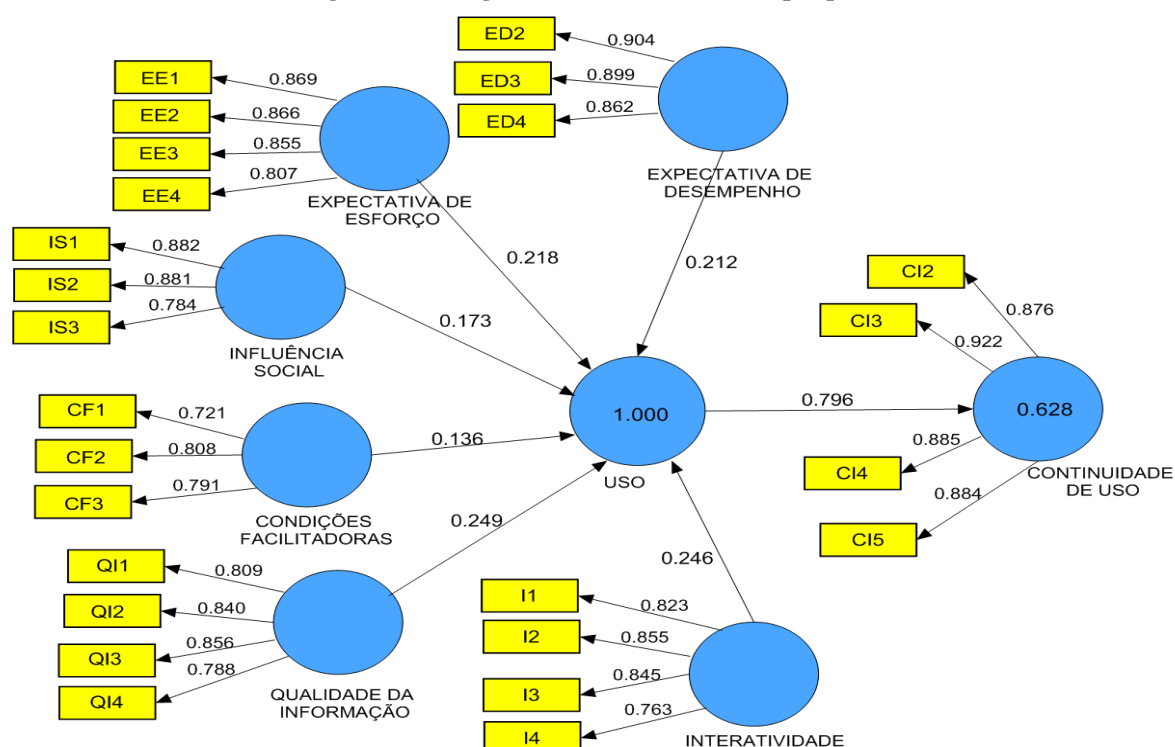 ED2
0.904
ED3
0.899
ED4
0.862
EXPECTATIVA DE
DESEMPENHO
EE1
0.869
EE2
0.866
EE3
0.855
EE4
0.807
EXPECTATIVA DE
ESFORÇO
0.218
0.212
IS1
0.882
IS2
0.881
IS3
0.784
INFLUÊNCIA
SOCIAL
0.173
CI2
0.876
CI3
0.922
CI4
0.885
CI5
0.884
0.628
CONTINUIDADE
DE USO
1.000
USO
0.796
CF1
0.721
CF2
0.808
CF3
0.791
CONDIÇÕES
FACILITADORAS
0.136
QI1
0.809
QI2
0.840
QI3
0.856
QI4
0.788
QUALIDADE DA
INFORMAÇÃO
0.249
0.246
I1
0.823
I2
0.855
I3
0.845
I4
0.763
INTERATIVIDADE